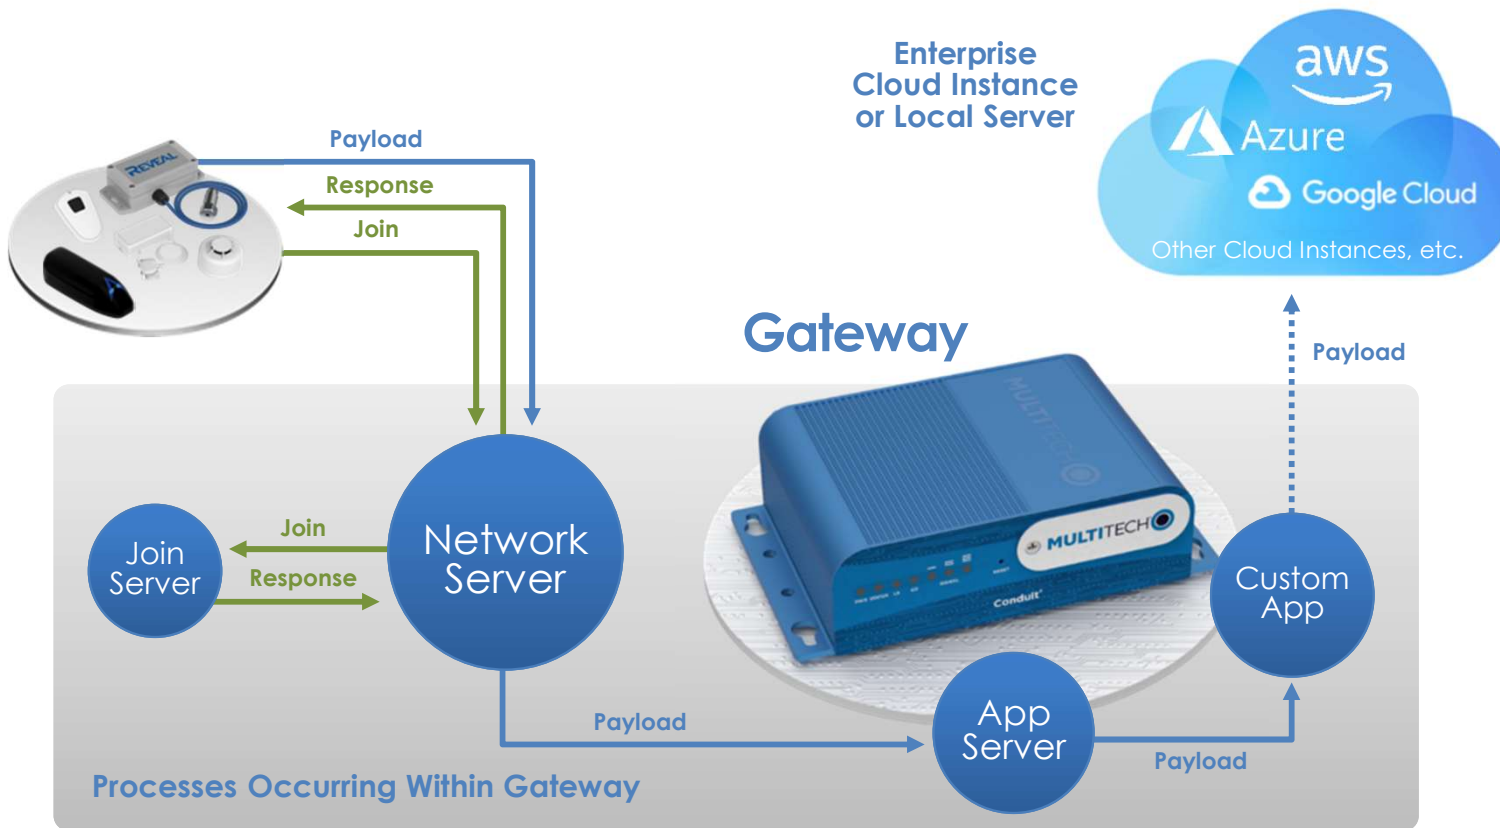 Enterprise
Cloud Instance
or Local Server
aws
Azure
Google Cloud
Other Cloud Instances, etc.
Payload
Response
Join
REVEAL
Gateway
Payload
MULTITECH
MULTITECH
Conduit
RESET
Join
Server
Join
Response
Network
Server
Custom
App
Payload
App
Server
Payload
Processes Occurring Within Gateway